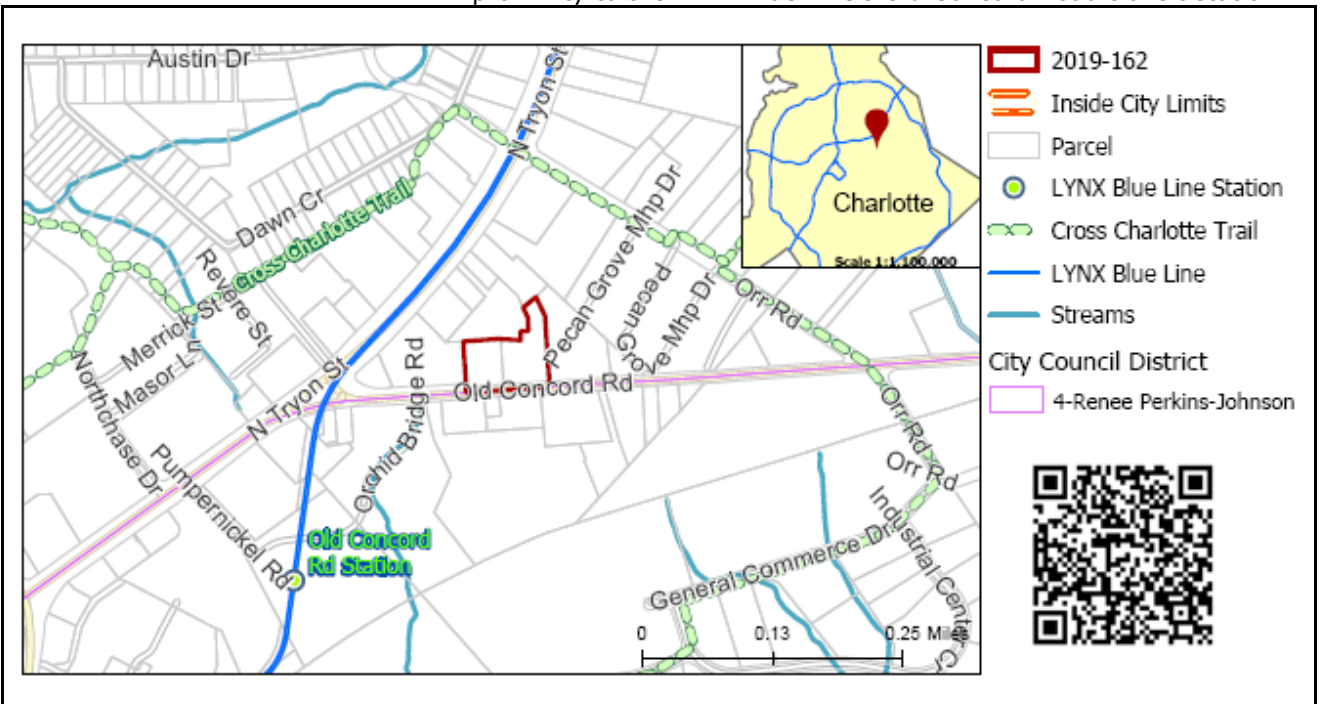 Austin Dr
N Tryon St
Dawn Cr
Cross Charlotte Trail
Revere St
Merrick St
Masor Ln
Northchase Dr
N Tryon St
Pumpernickel Rd
Orchid Bridge Rd
Old Concord Rd
Pecan Grove Mhp Dr
Pecan Grove Mhp Dr
Orr Rd
Orr Rd
Orr Rd
Old Concord
Rd Station
General Commerce Dr
Industrial Center Cr
0 0.13 0.25 Miles
Charlotte
Scale 1:1,100,000
2019-162
Inside City Limits
Parcel
LYNX Blue Line Station
Cross Charlotte Trail
LYNX Blue Line
Streams
City Council District
4-Renee Perkins-Johnson